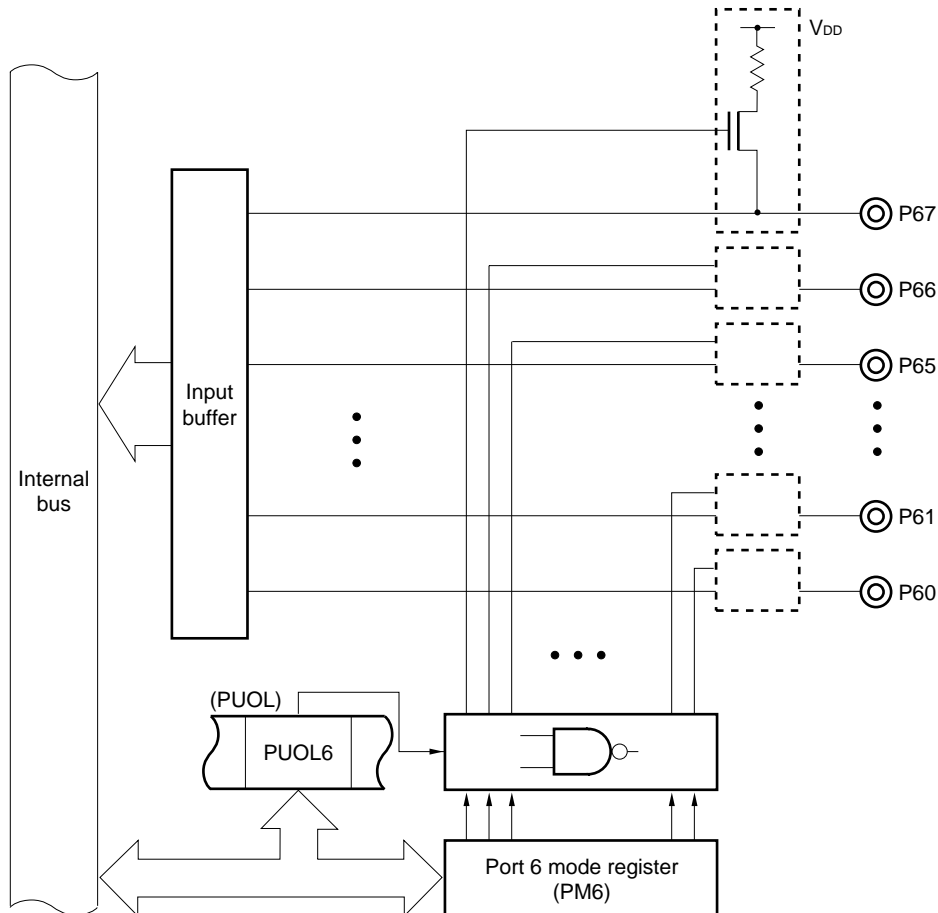 VDD
P67
P66
P65
Input
buffer
Internal
bus
P61
P60
(PUOL)
PUOL6
Port 6 mode register
(PM6)